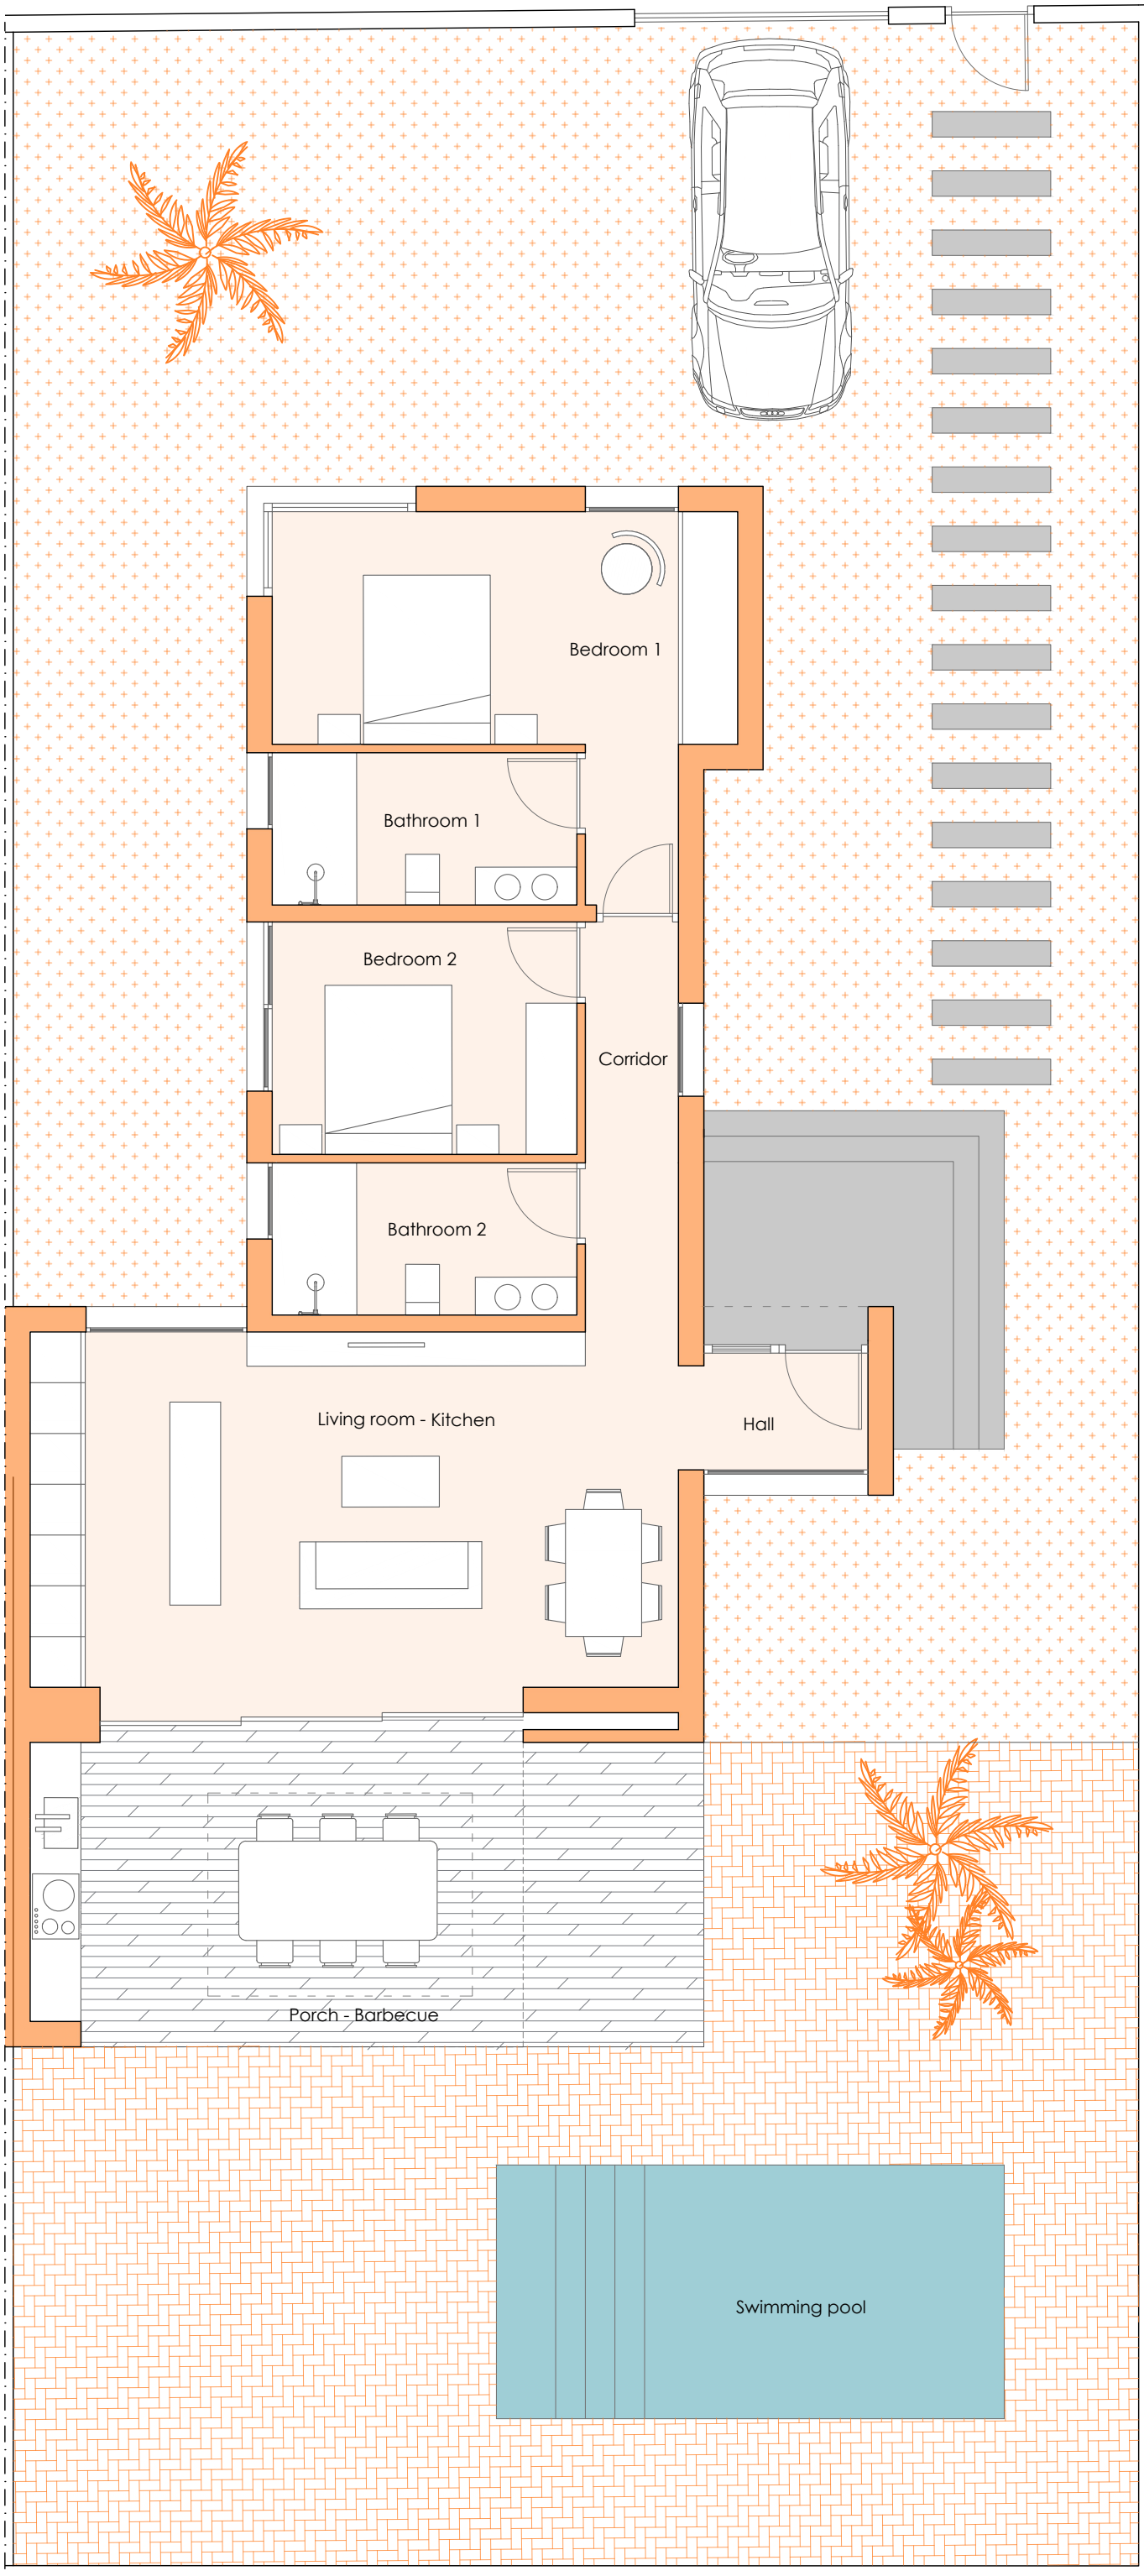 Bedroom 1
Bathroom 1
Bedroom 2
Corridor
Bathroom 2
Living room - Kitchen
Hall
Porch - Barbecue
Swimming pool